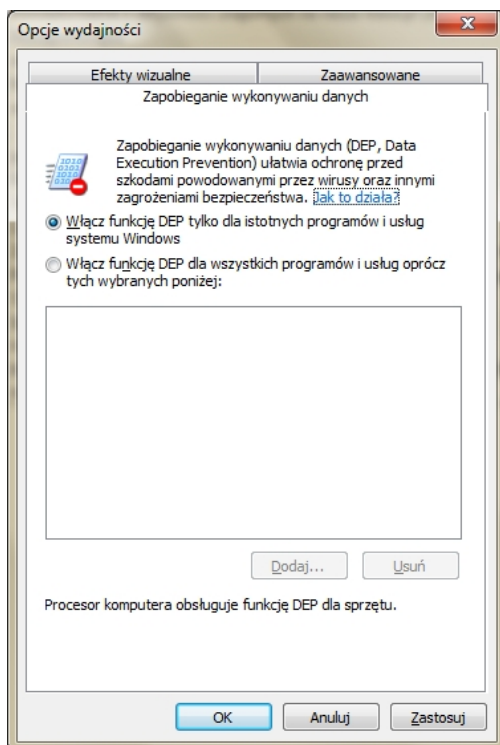 Opcje wydajności
Efekty wizualne
Zaawansowane
Zapobieganie wykonywaniu danych
Zapobieganie wykonywaniu danych (DEP, Data
Execution Prevention) ułatwia ochronę przed
szkodami powodowanymi przez wirusy oraz innymi
zagrożeniami bezpieczeństwa. Jak to działa?
Włącz funkcję DEP tylko dla istotnych programów i usług
systemu Windows
Włącz funkcję DEP dla wszystkich programów i usług oprócz
tych wybranych poniżej:
Dodaj...
Usuń
Procesor komputera obsługuje funkcję DEP dla sprzętu.
OK
Anuluj
Zastosuj